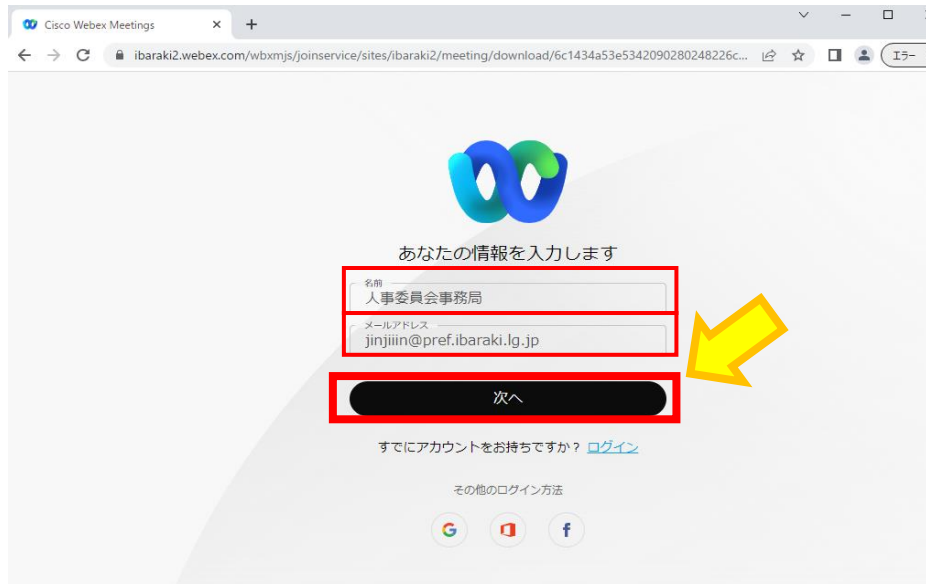 Cisco Webex Meetings
ibaraki2.webex.com/wbxmjs/joinservice/sites/ibaraki2/meeting/download/6c1434a53e5342090280248226c...
エラー
あなたの情報を入力します
名前
人事委員会事務局
メールアドレス
jinjiiin@pref.ibaraki.lg.jp
次へ
すでにアカウントをお持ちですか？ ログイン
その他のログイン方法